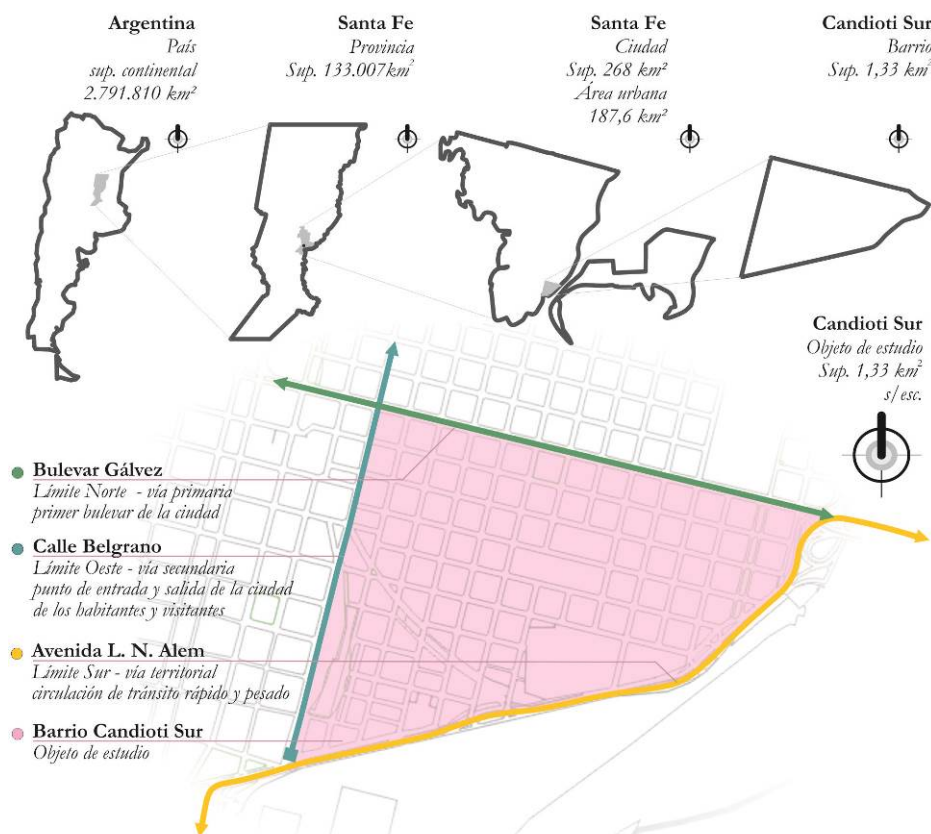 Argentina
País
sup. continental
2.791.810 km²
Santa Fe
Provincia
Sup. 133.007km²
Santa Fe
Ciudad
Sup. 268 km²
Área urbana
187,6 km²
Candioti Sur
Barrio
Sup. 1,33 km²
Candioti Sur
Objeto de estudio
Sup. 1,33 km²
s/esc.
Bulevar Gálvez
Límite Norte - vía primaria
primer bulevar de la ciudad
Calle Belgrano
Límite Oeste - vía secundaria
punto de entrada y salida de la ciudad
de los habitantes y visitantes
Avenida L. N. Alem
Límite Sur - vía territorial
circulación de tránsito rápido y pesado
Barrio Candioti Sur
Objeto de estudio